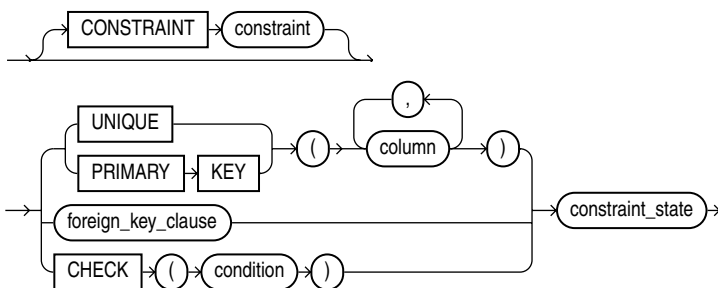 CONSTRAINT constraint
,
UNIQUE
( column )
PRIMARY KEY
foreign_key_clause constraint_state
CHECK ( condition )